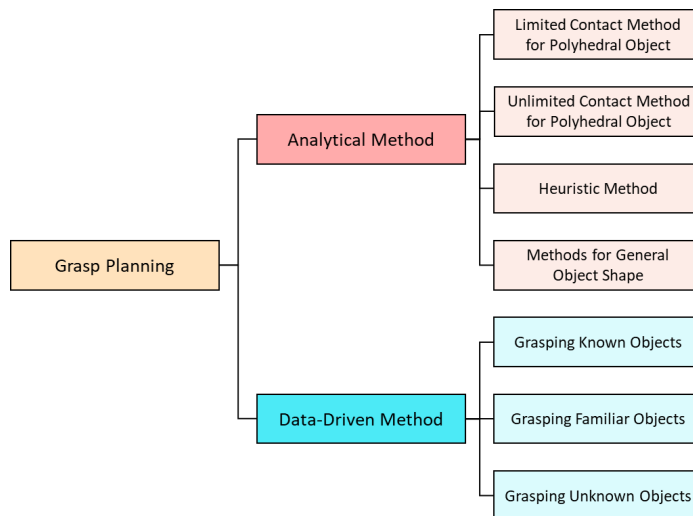 Limited Contact Method
for Polyhedral Object
Unlimited Contact Method
for Polyhedral Object
Analytical Method
Heuristic Method
Grasp Planning
Methods for General
Object Shape
Grasping Known Objects
Data-Driven Method
Grasping Familiar Objects
Grasping Unknown Objects